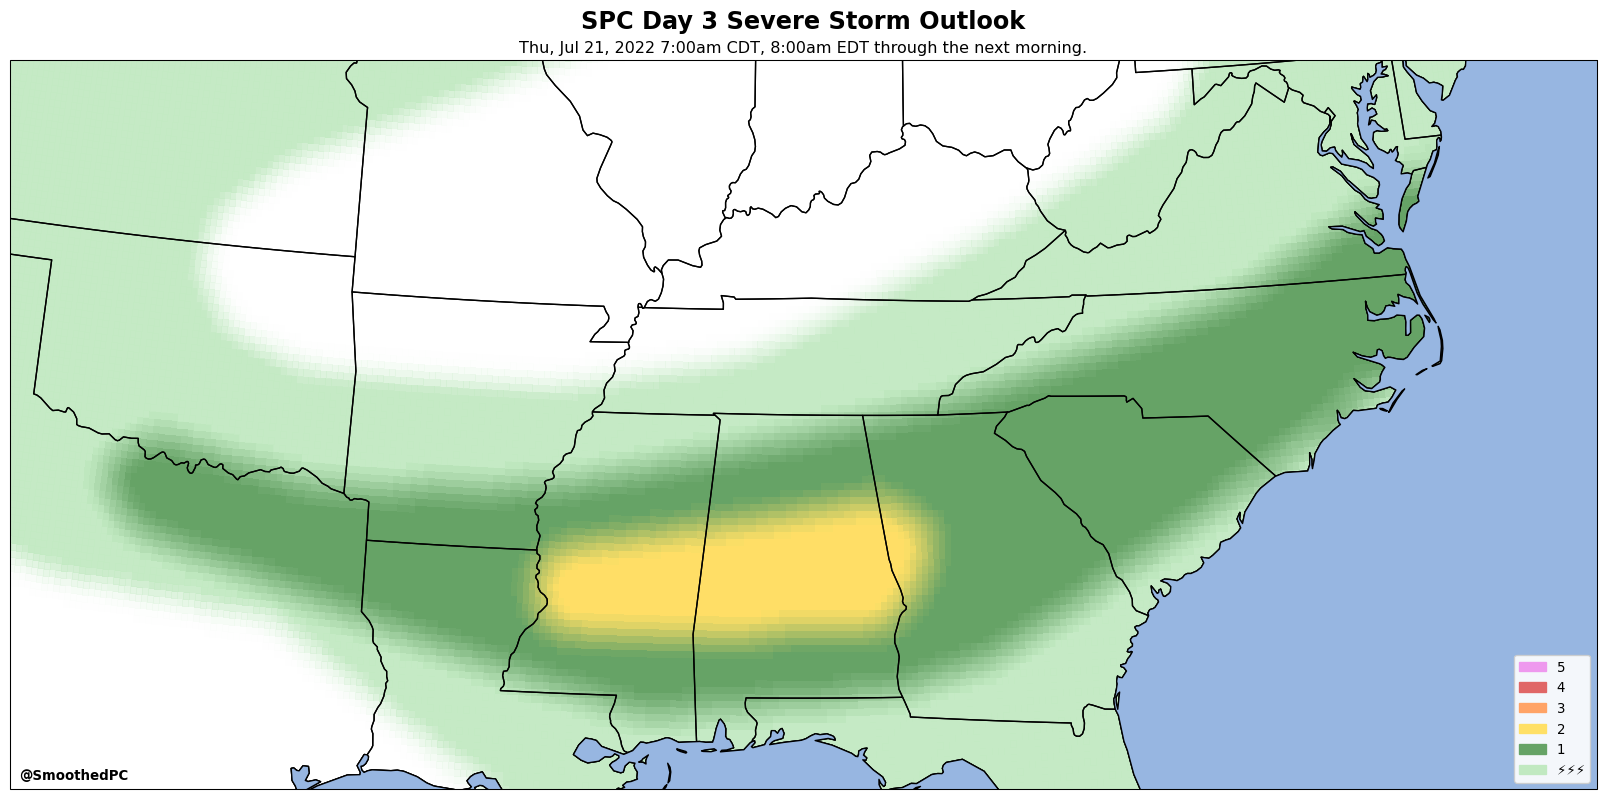 SPC Day 3 Severe Storm Outlook
Thu, Jul 21, 2022 7:00am CDT, 8:00am EDT through the next morning.
5
4
3
2
1
⚡⚡⚡
@SmoothedPC